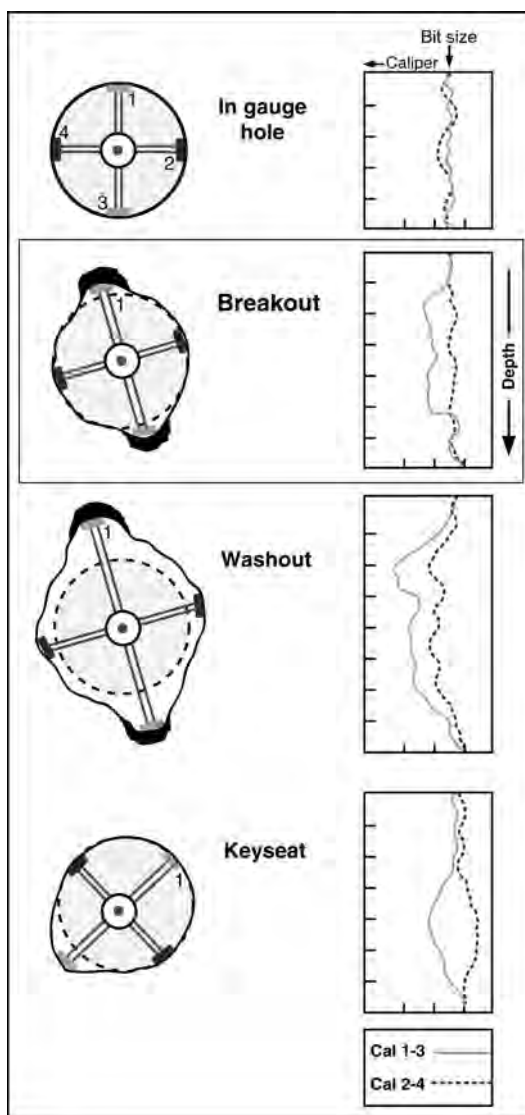 Bit size
Caliper
In gauge
hole
1
4
2
3
Breakout
1
Depth
Washout
1
Keyseat
1
Cal 1-3
Cal 2-4